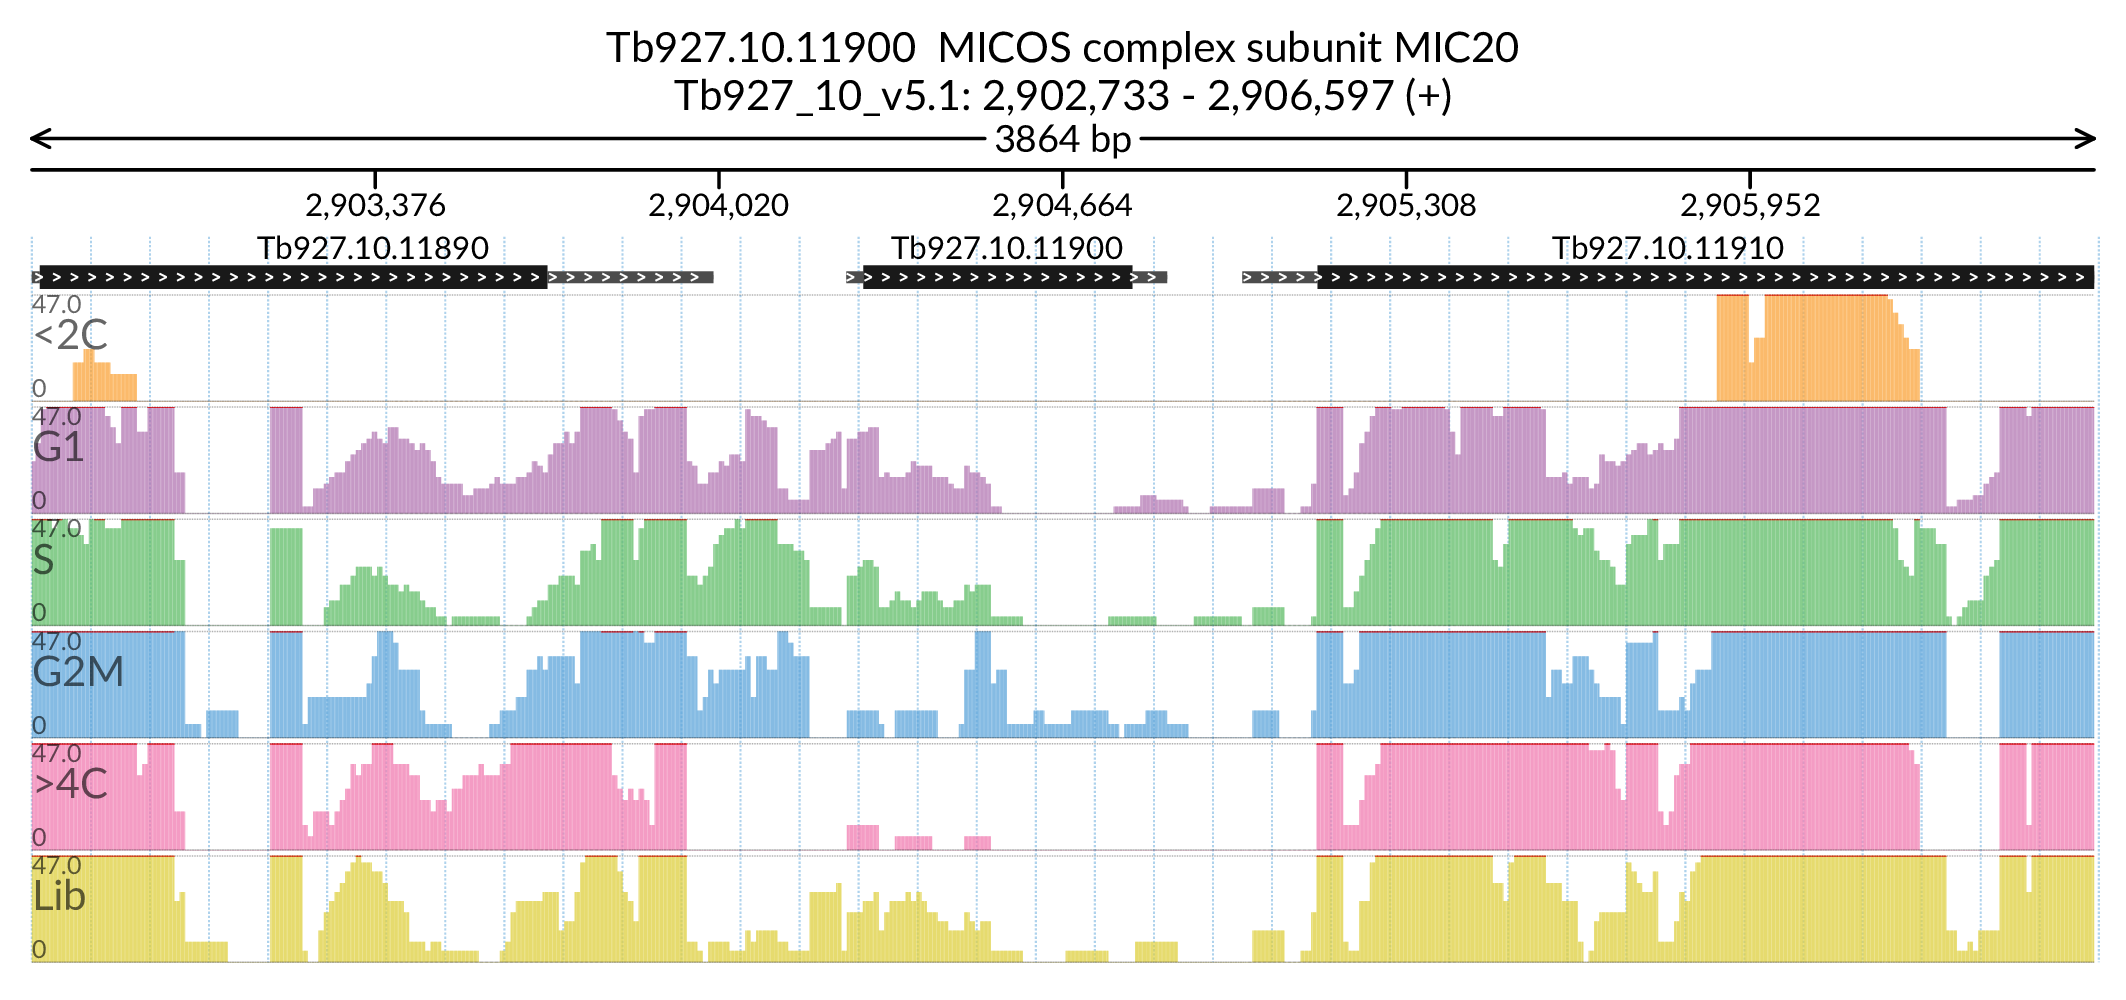 Tb927.10.11900  MICOS complex subunit MIC20
Tb927_10_v5.1: 2,902,733 - 2,906,597 (+)
3864 bp
2,903,376 2,904,020 2,904,664 2,905,308 2,905,952
Tb927.10.11890 Tb927.10.11900 Tb927.10.11910
47.0
<2C
0
47.0
G1
0
47.0
S
0
47.0
G2M
0
47.0
>4C
0
47.0
Lib
0